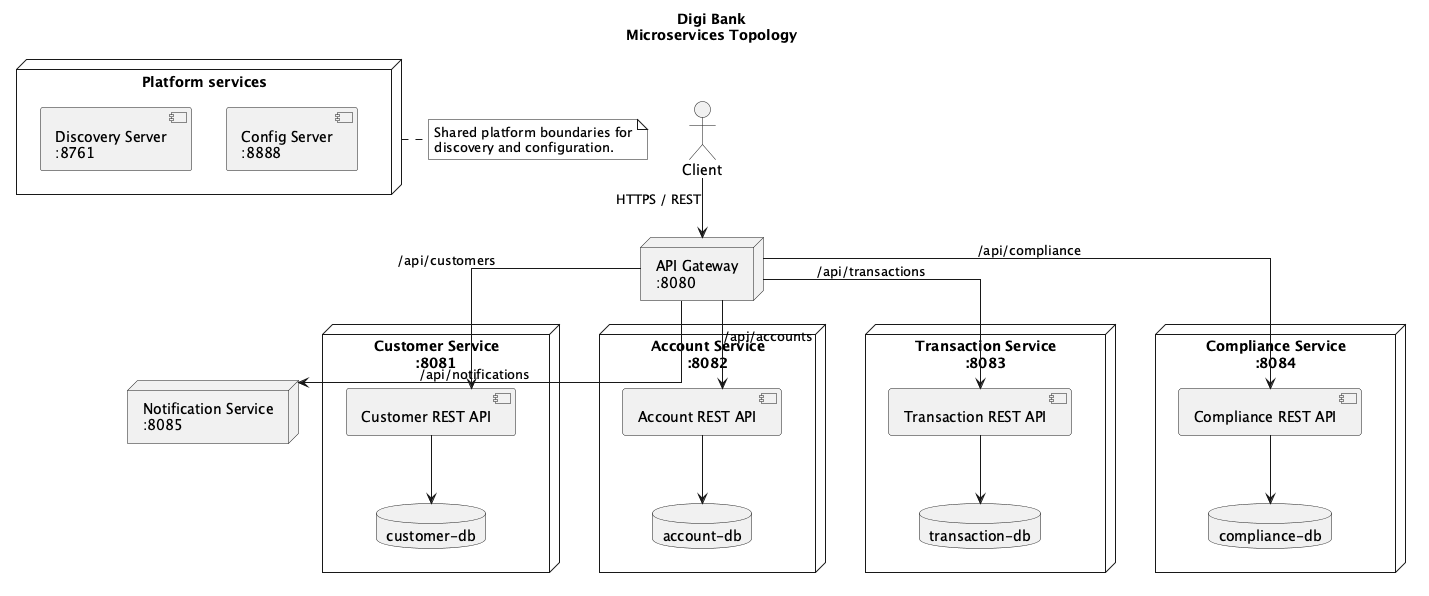 Digi Bank
Microservices Topology
Platform services
Discovery Server
:8761
Config Server
:8888
Shared platform boundaries for
discovery and configuration.
Client
HTTPS / REST
API Gateway
:8080
/api/customers
/api/compliance
/api/transactions
/api/accounts
/api/notifications
Notification Service
:8085
Customer Service
:8081
Customer REST API
customer-db
Account Service
:8082
Account REST API
account-db
Transaction Service
:8083
Transaction REST API
transaction-db
Compliance Service
:8084
Compliance REST API
compliance-db